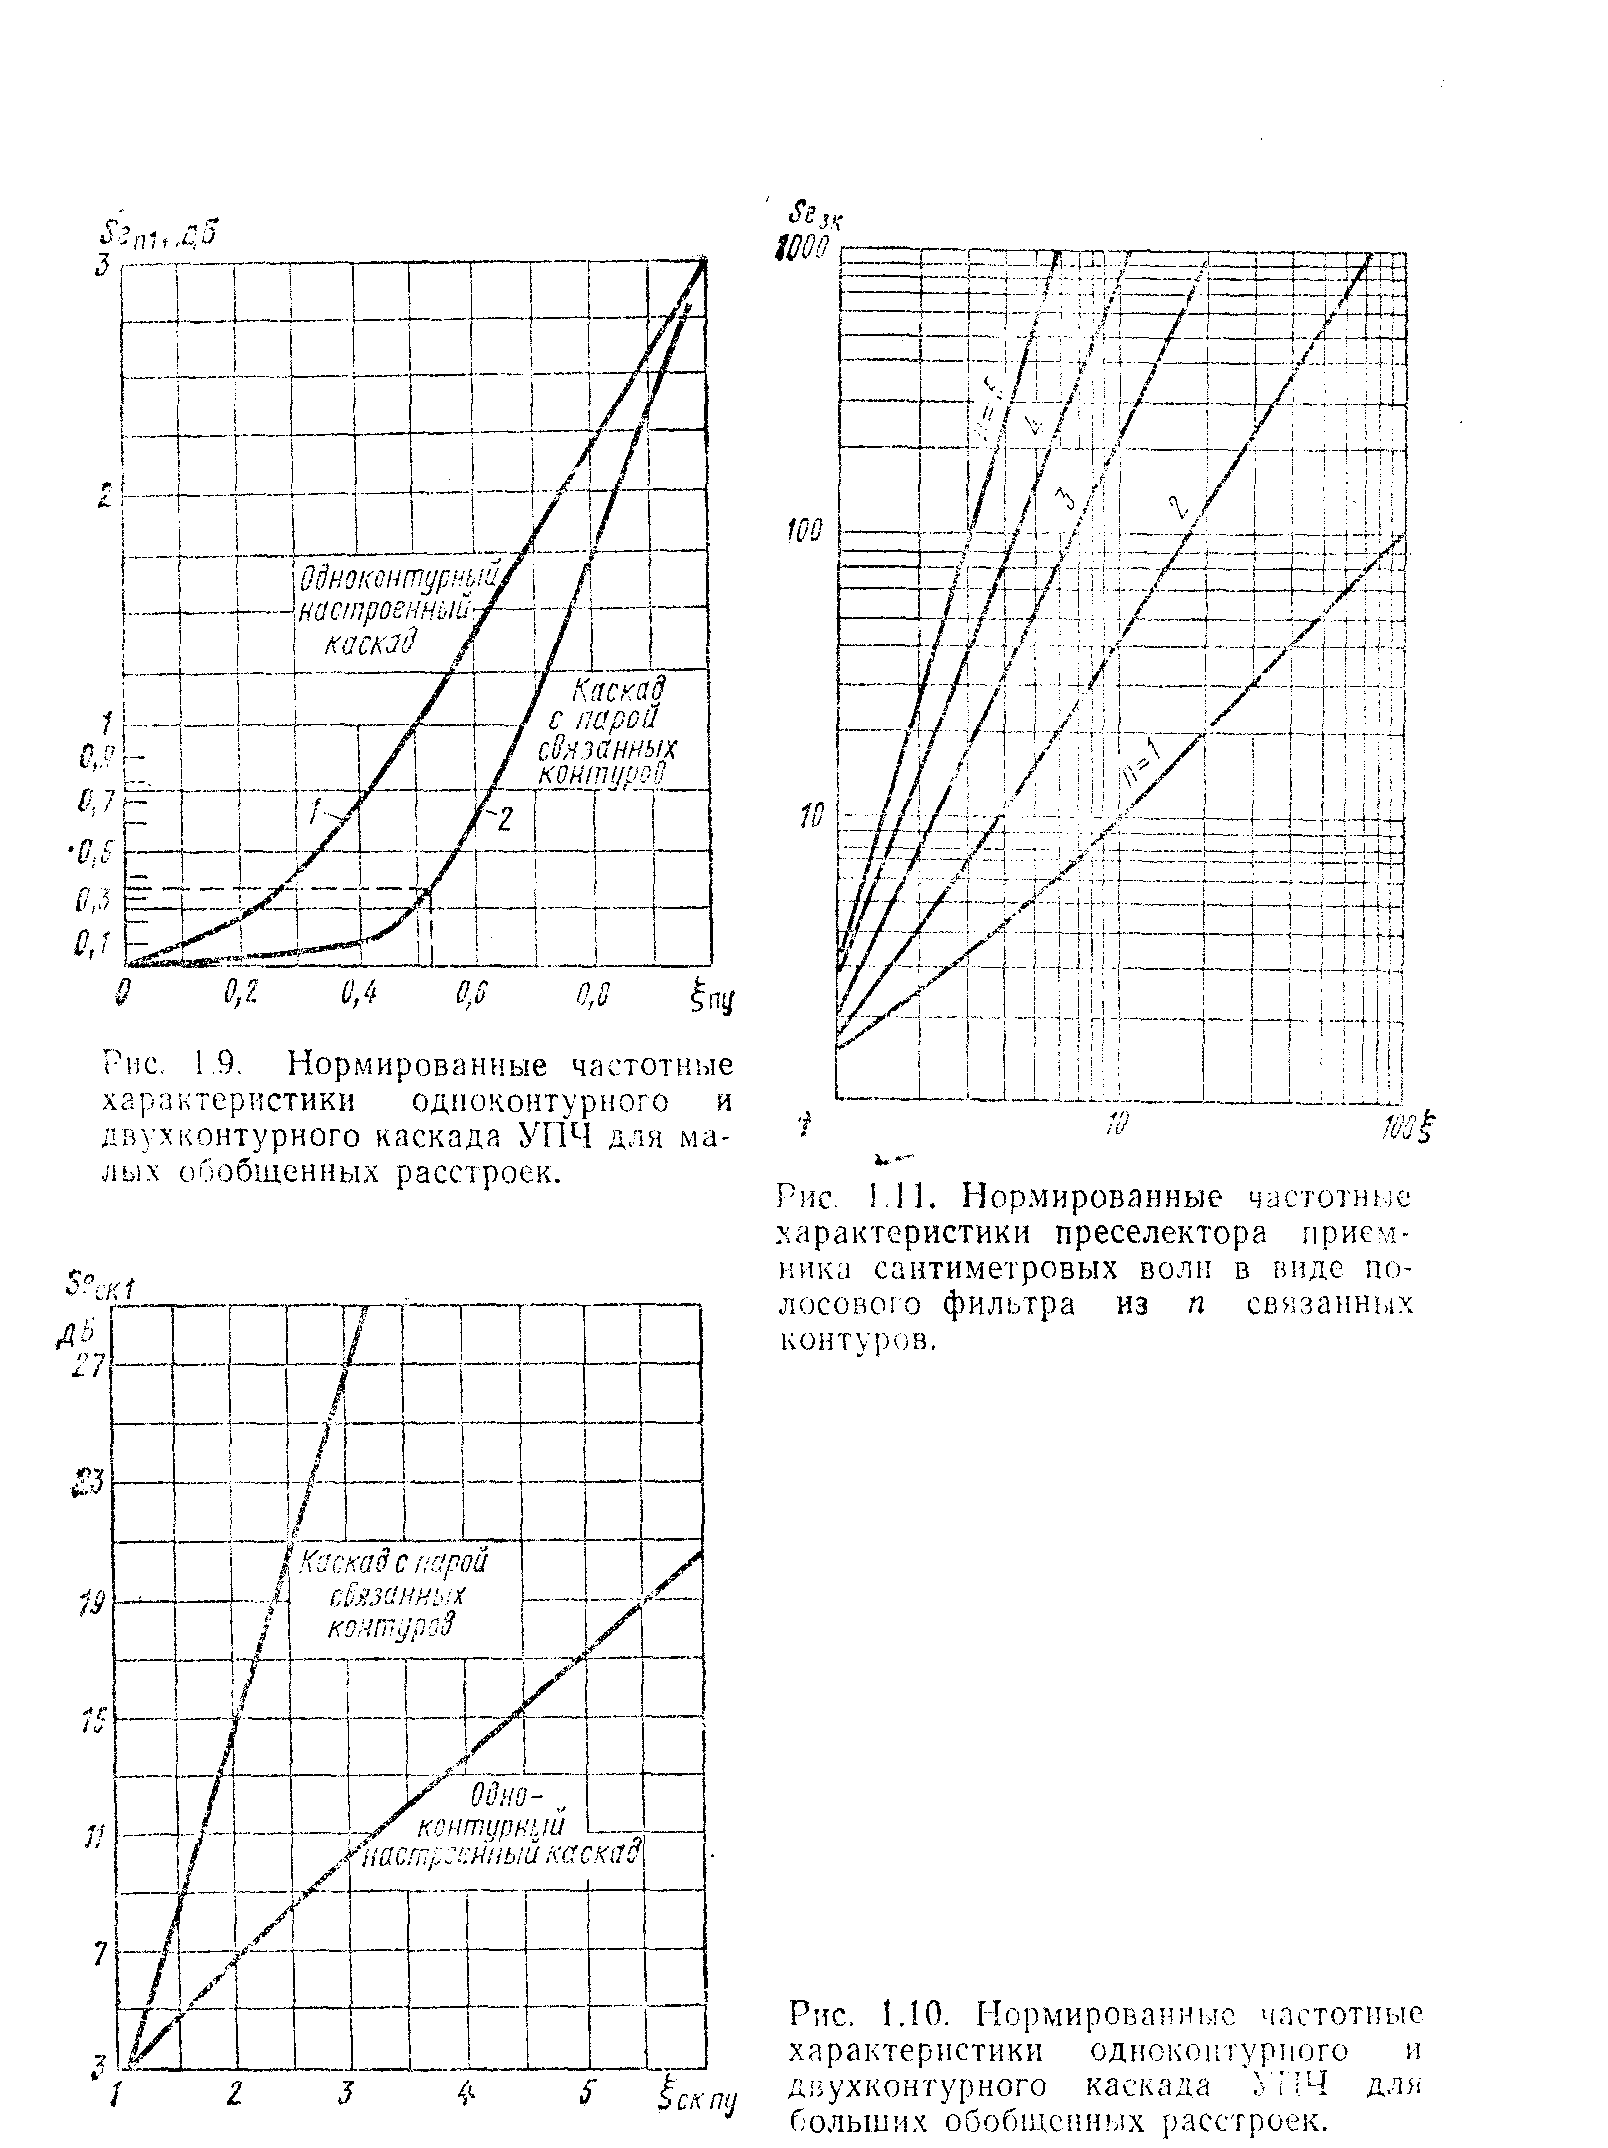 Seп1, дБ
3
2
1
0,9
0,7
0,5
0,3
0,1
0 0,2 0,4 0,6 0,8 ξпу
Одноконтурный
настроенный
каскад
Каскад
с парой
связанных
контуров
1
2
Рис. 1.9. Нормированные частотные
характеристики одноконтурного и
двухконтурного каскада УПЧ для ма-
лых обобщенных расстроек.
Seзк
1000
100
10
1 10 100 ξ
4
3
2
n=1
Рис. 1.11. Нормированные частотные
характеристики преселектора прием-
ника сантиметровых волн в виде по-
лосового фильтра из n связанных
контуров.
Seск1
дБ
27
23
19
15
11
7
3
1 2 3 4 5 ξск пу
Каскад с парой
связанных
контуров
Одно-
контурный
настроенный каскад
Рис. 1.10. Нормированные частотные
характеристики одноконтурного и
двухконтурного каскада УПЧ для
больших обобщенных расстроек.